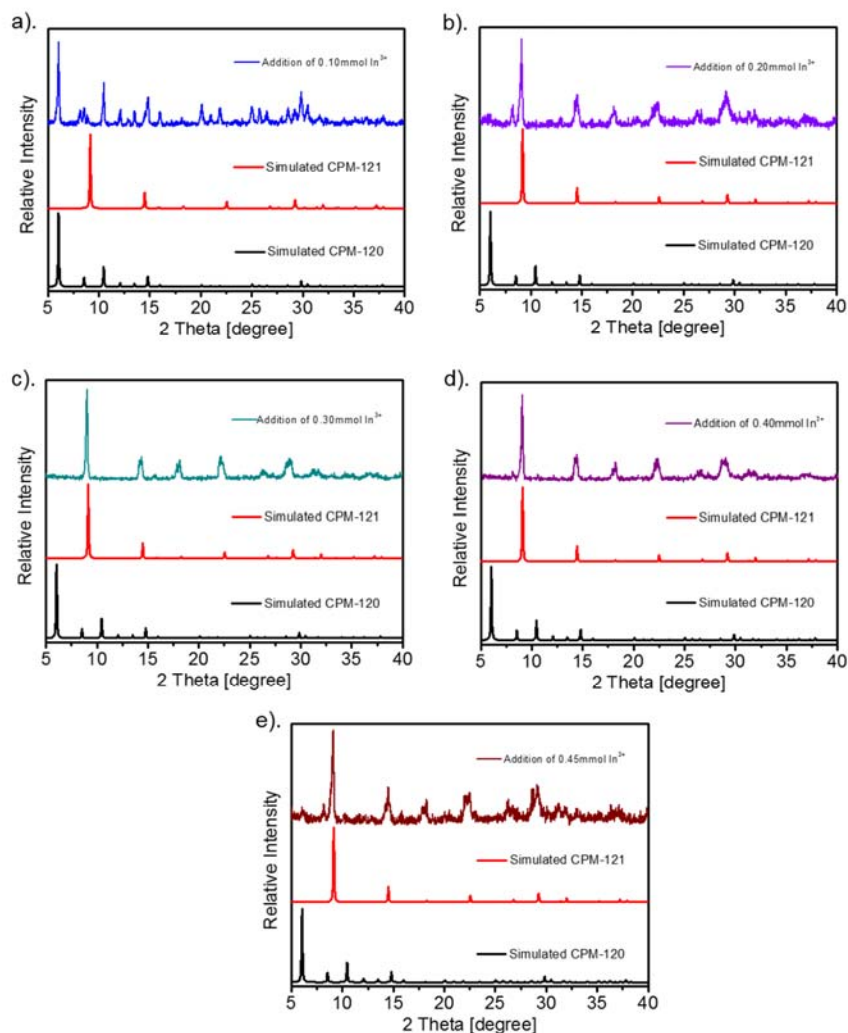 a).
Relative Intensity
Addition of 0.10mmol In³⁺
Simulated CPM-121
Simulated CPM-120
5 10 15 20 25 30 35 40
2 Theta [degree]
b).
Relative Intensity
Addition of 0.20mmol In³⁺
Simulated CPM-121
Simulated CPM-120
5 10 15 20 25 30 35 40
2 Theta [degree]
c).
Relative Intensity
Addition of 0.30mmol In³⁺
Simulated CPM-121
Simulated CPM-120
5 10 15 20 25 30 35 40
2 Theta [degree]
d).
Relative Intensity
Addition of 0.40mmol In³⁺
Simulated CPM-121
Simulated CPM-120
5 10 15 20 25 30 35 40
2 Theta [degree]
e).
Relative Intensity
Addition of 0.45mmol In³⁺
Simulated CPM-121
Simulated CPM-120
5 10 15 20 25 30 35 40
2 Theta [degree]